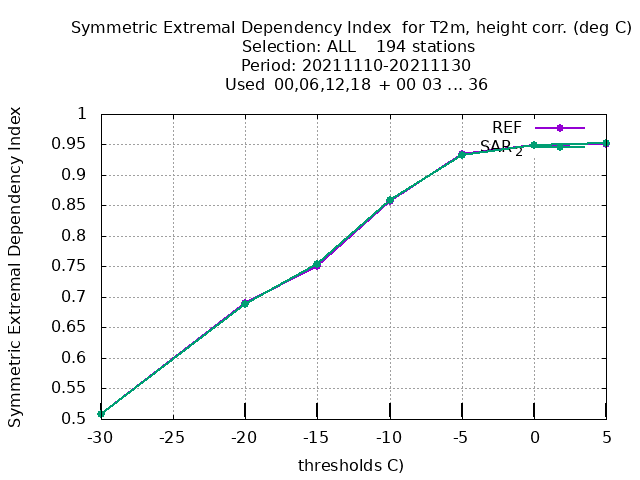 Symmetric Extremal Dependency Index  for T2m, height corr. (deg C)
Selection: ALL    194 stations
Period: 20211110-20211130
Used  00,06,12,18  + 00 03 ... 36
Symmetric Extremal Dependency Index
1
0.95
0.9
0.85
0.8
0.75
0.7
0.65
0.6
0.55
0.5
REF
SAR_2
-30 -25 -20 -15 -10 -5 0 5
thresholds C)